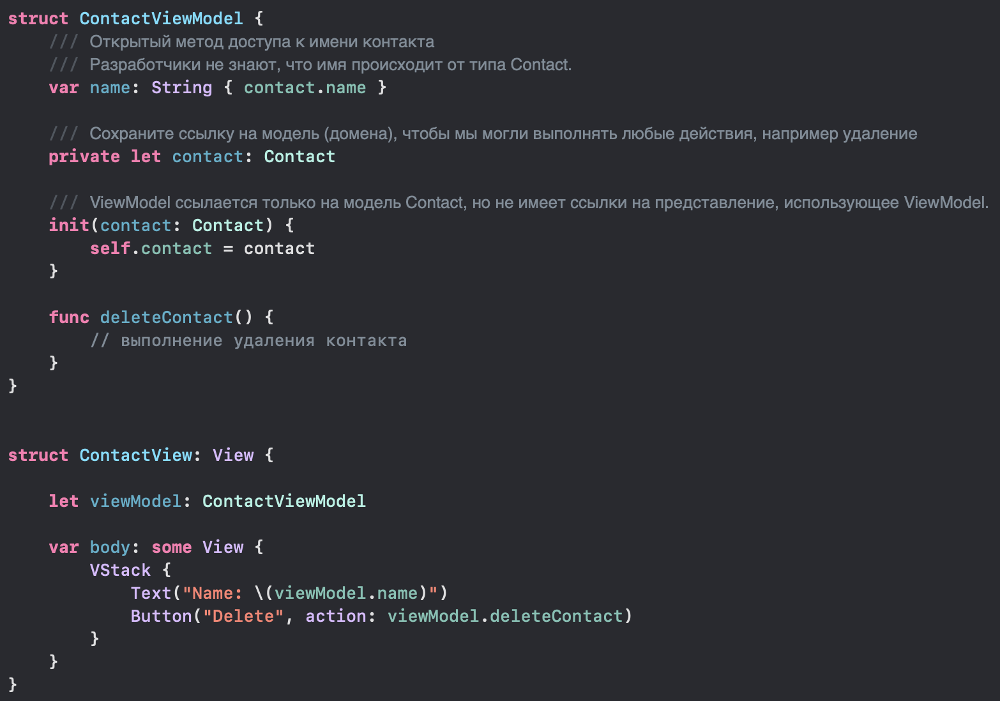 struct ContactViewModel {
    /// Открытый метод доступа к имени контакта
    /// Разработчики не знают, что имя происходит от типа Contact.
    var name: String { contact.name }
    /// Сохраните ссылку на модель (домена), чтобы мы могли выполнять любые действия, например удаление
    private let contact: Contact
    /// ViewModel ссылается только на модель Contact, но не имеет ссылки на представление, использующее ViewModel.
    init(contact: Contact) {
        self.contact = contact
    }
    func deleteContact() {
        // выполнение удаления контакта
    }
}
struct ContactView: View {
    let viewModel: ContactViewModel
    var body: some View {
        VStack {
            Text("Name: \(viewModel.name)")
            Button("Delete", action: viewModel.deleteContact)
        }
    }
}